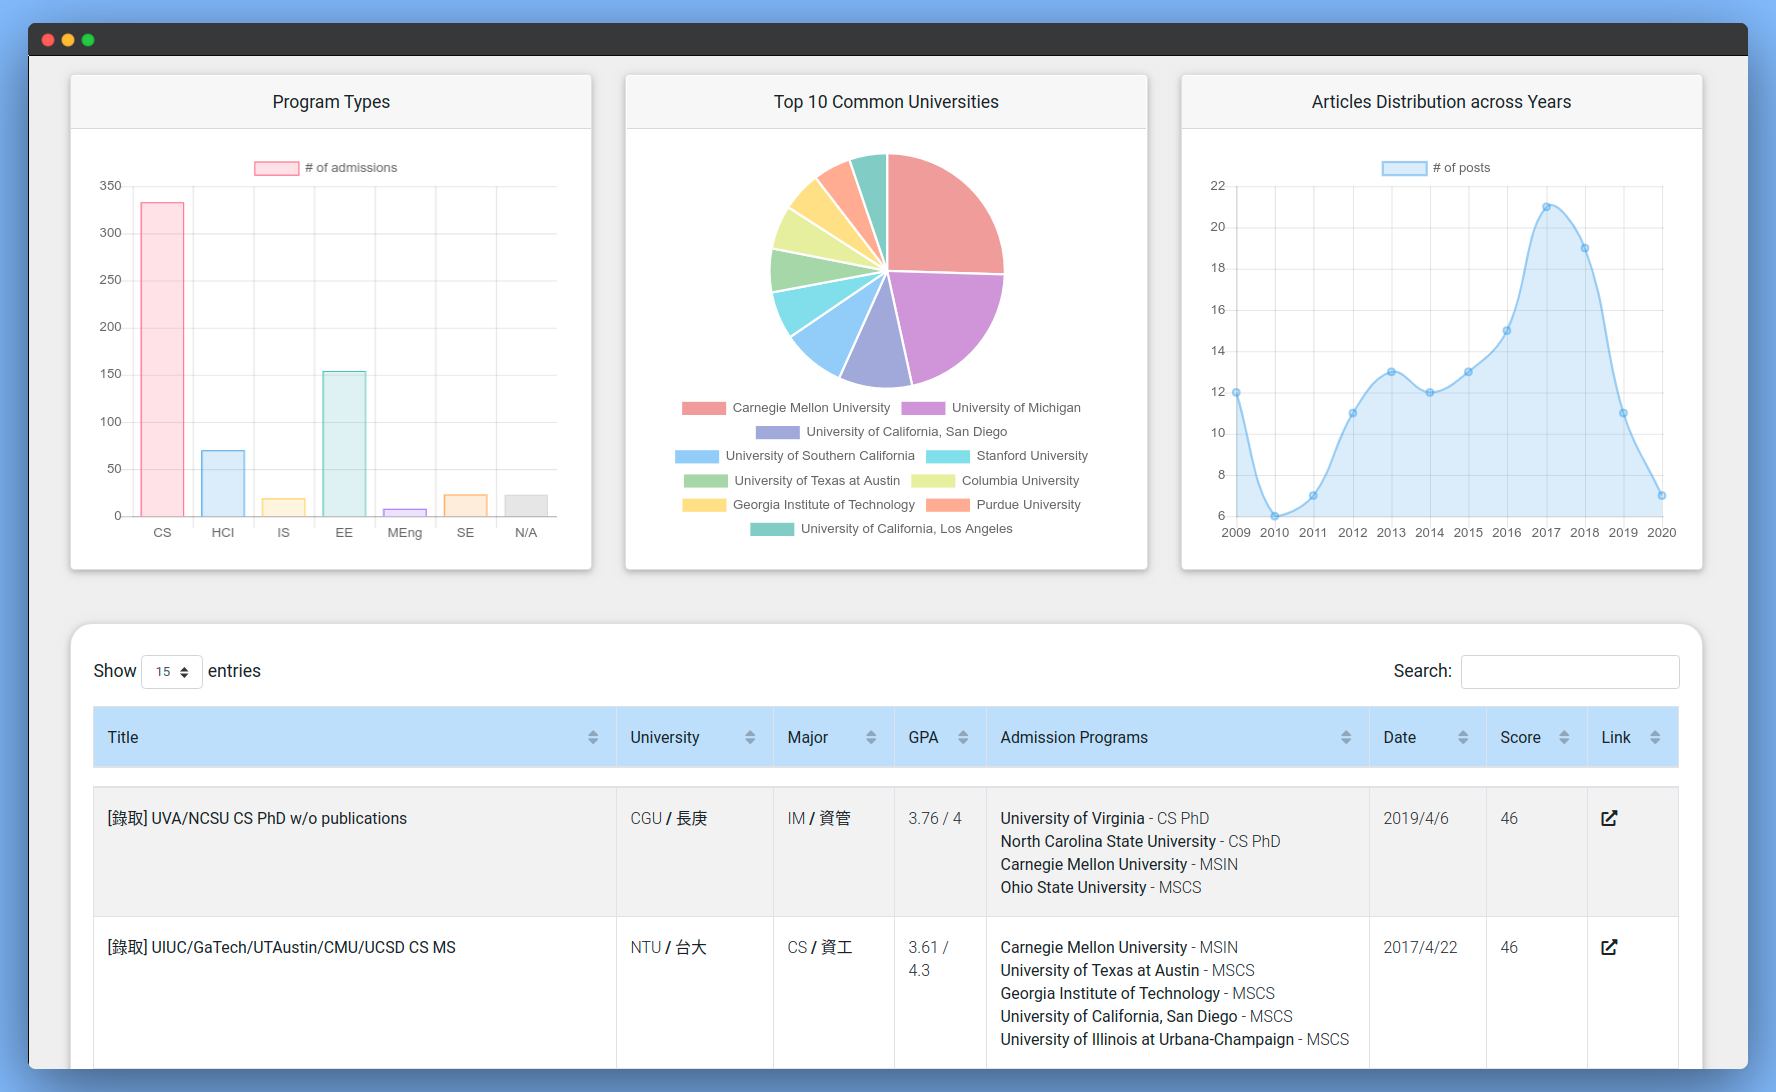 Program Types
# of admissions
350
300
250
200
150
100
50
0
CS HCI IS EE MEng SE N/A
Top 10 Common Universities
Carnegie Mellon University University of Michigan
University of California, San Diego
University of Southern California Stanford University
University of Texas at Austin Columbia University
Georgia Institute of Technology Purdue University
University of California, Los Angeles
Articles Distribution across Years
# of posts
22
20
18
16
14
12
10
8
6
2009 2010 2011 2012 2013 2014 2015 2016 2017 2018 2019 2020
Show 15 entries
Search:
Title University Major GPA Admission Programs Date Score Link
[錄取] UVA/NCSU CS PhD w/o publications CGU / 長庚 IM / 資管 3.76 / 4 University of Virginia - CS PhD 2019/4/6 46
North Carolina State University - CS PhD
Carnegie Mellon University - MSIN
Ohio State University - MSCS
[錄取] UIUC/GaTech/UTAustin/CMU/UCSD CS MS NTU / 台大 CS / 資工 3.61 / Carnegie Mellon University - MSIN 2017/4/22 46
4.3 University of Texas at Austin - MSCS
Georgia Institute of Technology - MSCS
University of California, San Diego - MSCS
University of Illinois at Urbana-Champaign - MSCS